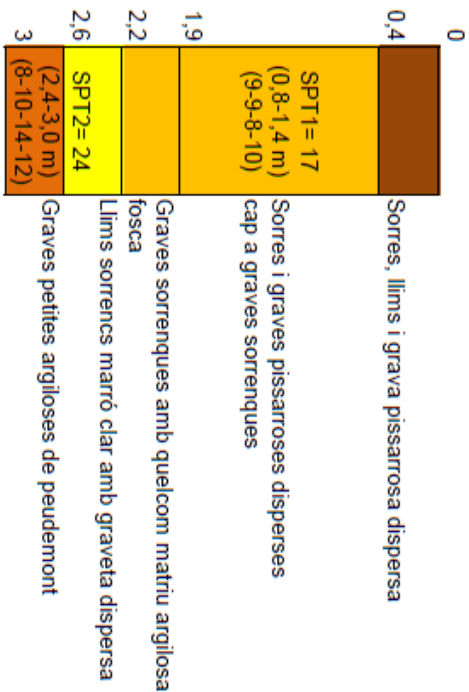 0
0,4
1,9
2,2
2,6
3
SPT1= 17
(0,8-1,4 m)
(9-9-8-10)
SPT2= 24
(2,4-3,0 m)
(8-10-14-12)
Sorres, llims i grava pissarrosa dispersa
Sorres i graves pissarroses disperses
cap a graves sorrenques
Graves sorrenques amb quelcom matriu argilosa
fosca
Llims sorrencs marró clar amb graveta dispersa
Graves petites argiloses de peudemont